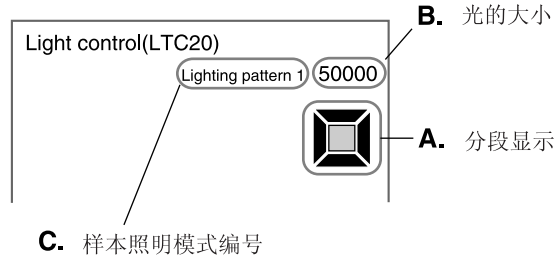 B. 光的大小
Light control(LTC20)
Lighting pattern 1 50000
A. 分段显示
C. 样本照明模式编号